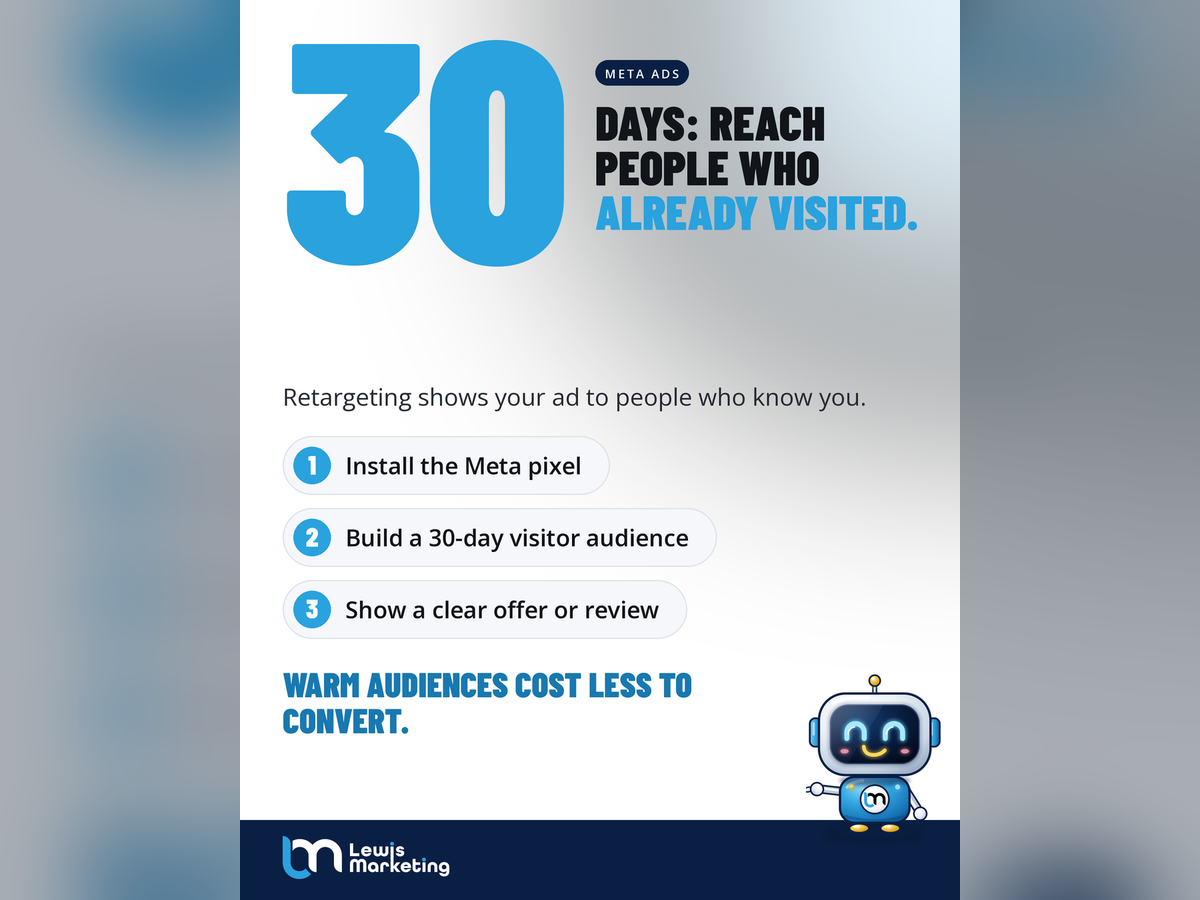 30
META ADS
DAYS: REACH
PEOPLE WHO
ALREADY VISITED.
Retargeting shows your ad to people who know you.
1 Install the Meta pixel
2 Build a 30-day visitor audience
3 Show a clear offer or review
WARM AUDIENCES COST LESS TO
CONVERT.
bm
lm Lewis
Marketing